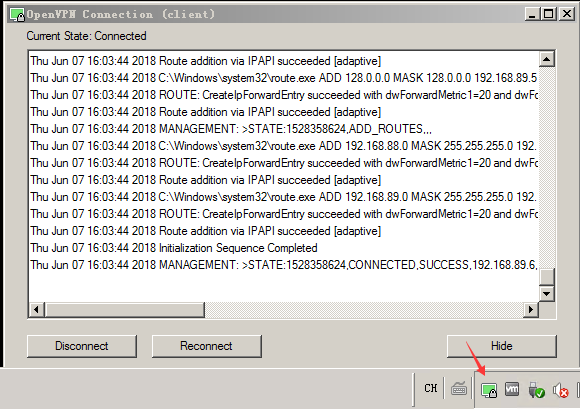 OpenVPN Connection (client)
Current State: Connected
Thu Jun 07 16:03:44 2018 Route addition via IPAPI succeeded [adaptive]
Thu Jun 07 16:03:44 2018 C:\Windows\system32\route.exe ADD 128.0.0.0 MASK 128.0.0.0 192.168.89.5
Thu Jun 07 16:03:44 2018 ROUTE: CreateIpForwardEntry succeeded with dwForwardMetric1=20 and dwFo
Thu Jun 07 16:03:44 2018 Route addition via IPAPI succeeded [adaptive]
Thu Jun 07 16:03:44 2018 MANAGEMENT: >STATE:1528358624,ADD_ROUTES,,,
Thu Jun 07 16:03:44 2018 C:\Windows\system32\route.exe ADD 192.168.88.0 MASK 255.255.255.0 192.
Thu Jun 07 16:03:44 2018 ROUTE: CreateIpForwardEntry succeeded with dwForwardMetric1=20 and dwFo
Thu Jun 07 16:03:44 2018 Route addition via IPAPI succeeded [adaptive]
Thu Jun 07 16:03:44 2018 C:\Windows\system32\route.exe ADD 192.168.89.0 MASK 255.255.255.0 192.
Thu Jun 07 16:03:44 2018 ROUTE: CreateIpForwardEntry succeeded with dwForwardMetric1=20 and dwFo
Thu Jun 07 16:03:44 2018 Route addition via IPAPI succeeded [adaptive]
Thu Jun 07 16:03:44 2018 Initialization Sequence Completed
Thu Jun 07 16:03:44 2018 MANAGEMENT: >STATE:1528358624,CONNECTED,SUCCESS,192.168.89.6,
Disconnect
Reconnect
Hide
CH
vm